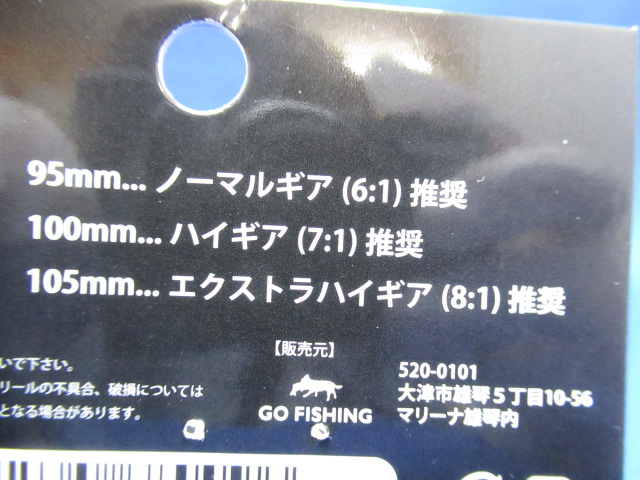 95mm... ノーマルギア (6:1) 推奨
100mm... ハイギア (7:1) 推奨
105mm... エクストラハイギア (8:1) 推奨
【販売元】
いで下さい。
リールの不具合、破損については
となる場合があります。
GO FISHING
520-0101
大津市雄琴5丁目10-56
マリーナ雄琴内